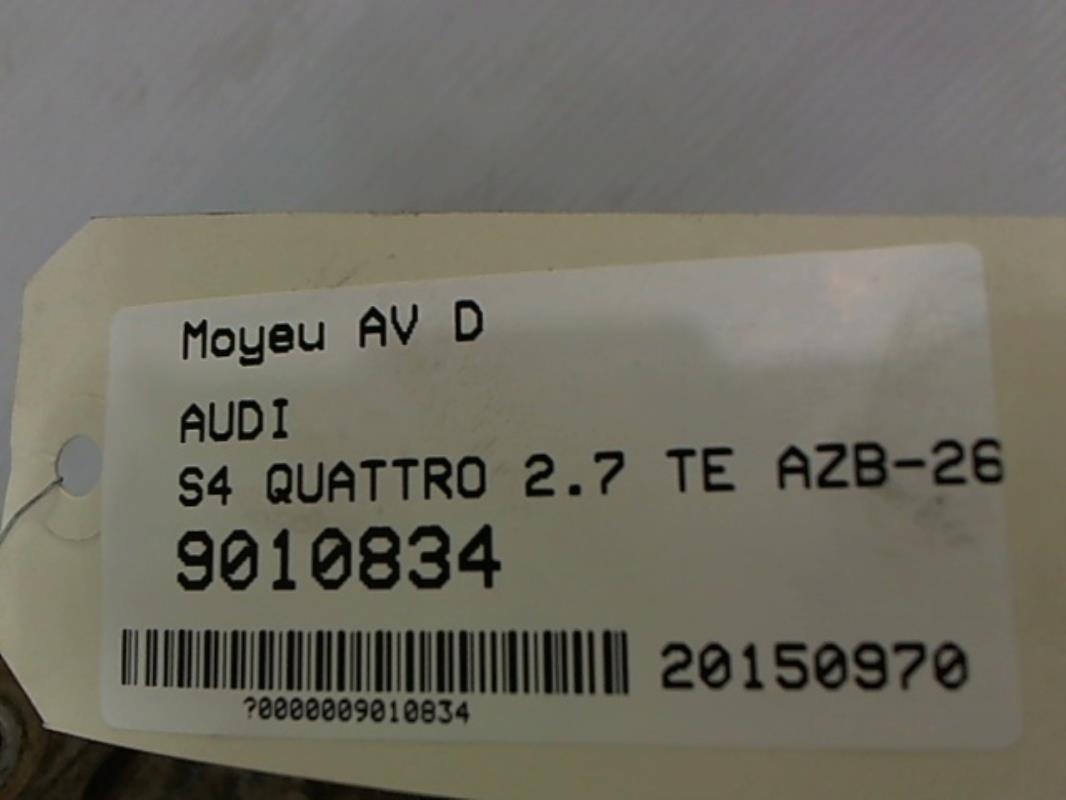 Moyeu AV D
AUDI
S4 QUATTRO 2.7 TE AZB-26
9010834
20150970
?0000009010834